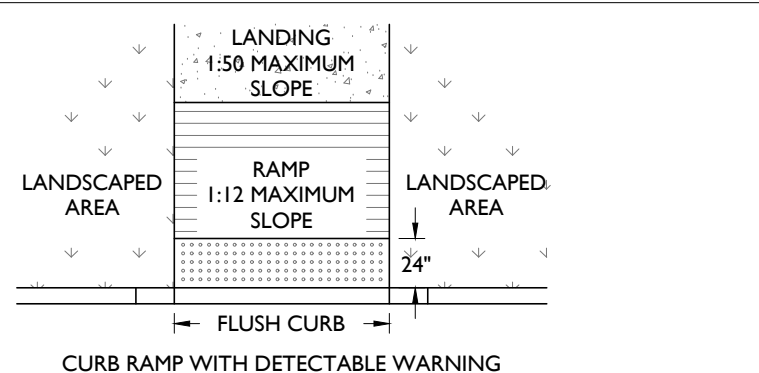 LANDING
1:50 MAXIMUM
SLOPE
RAMP
1:12 MAXIMUM
SLOPE
LANDSCAPED
AREA
LANDSCAPED
AREA
24"
FLUSH CURB
CURB RAMP WITH DETECTABLE WARNING